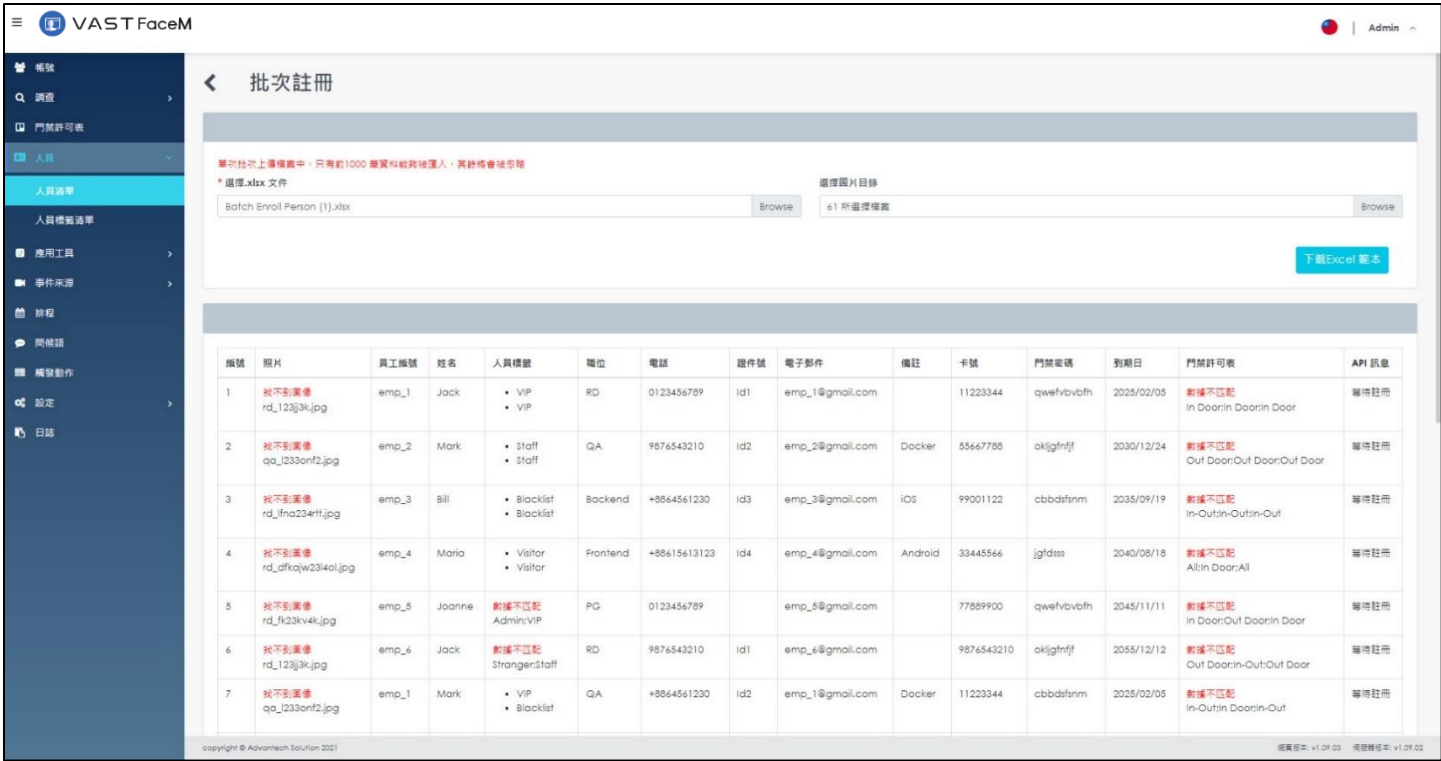 VAST FaceM
Admin
帳號
調查
門禁許可表
人員
人員清單
人員標籤清單
應用工具
事件來源
排程
問候語
觸發動作
設定
日誌
批次註冊
單次批次上傳檔案中，只有前1000 筆資料能夠被匯入，其餘將會被忽略
* 選擇.xlsx 文件 選擇圖片目錄
Batch Enroll Person (1).xlsx Browse 61 所選擇檔案 Browse
下載Excel 範本
編號 照片 員工編號 姓名 人員標籤 職位 電話 證件號 電子郵件 備註 卡號 門禁密碼 到期日 門禁許可表 API 訊息
1 找不到圖像 emp_1 Jack • VIP RD 0123456789 Id1 emp_1@gmail.com 11223344 qwefvbvbfh 2025/02/05 數據不匹配 等待註冊
rd_123jj3k.jpg • VIP In Door;In Door;In Door
2 找不到圖像 emp_2 Mark • Staff QA 9876543210 Id2 emp_2@gmail.com Docker 55667788 okljgfnfjf 2030/12/24 數據不匹配 等待註冊
qa_l233onf2.jpg • Staff Out Door;Out Door;Out Door
3 找不到圖像 emp_3 Bill • Blacklist Backend +8864561230 Id3 emp_3@gmail.com iOS 99001122 cbbdsfsnm 2035/09/19 數據不匹配 等待註冊
rd_lfna234rtt.jpg • Blacklist In-Out;In-Out;In-Out
4 找不到圖像 emp_4 Maria • Visitor Frontend +88615613123 Id4 emp_4@gmail.com Android 33445566 jgfdsss 2040/08/18 數據不匹配 等待註冊
rd_dfkajw23l4ol.jpg • Visitor All;In Door;All
5 找不到圖像 emp_5 Joanne 數據不匹配 PG 0123456789 emp_5@gmail.com 77889900 qwefvbvbfh 2045/11/11 數據不匹配 等待註冊
rd_fk23kv4k.jpg Admin;VIP In Door;Out Door;In Door
6 找不到圖像 emp_6 Jack 數據不匹配 RD 9876543210 Id1 emp_6@gmail.com 9876543210 okljgfnfjf 2055/12/12 數據不匹配 等待註冊
rd_123jj3k.jpg Stranger;Staff Out Door;In-Out;Out Door
7 找不到圖像 emp_1 Mark • VIP QA +8864561230 Id2 emp_1@gmail.com Docker 11223344 cbbdsfsnm 2025/02/05 數據不匹配 等待註冊
qa_l233onf2.jpg • Blacklist In-Out;In Door;In-Out
copyright © Advantech Solution 2021 網頁版本: v1.09.03 伺服器版本: v1.09.02